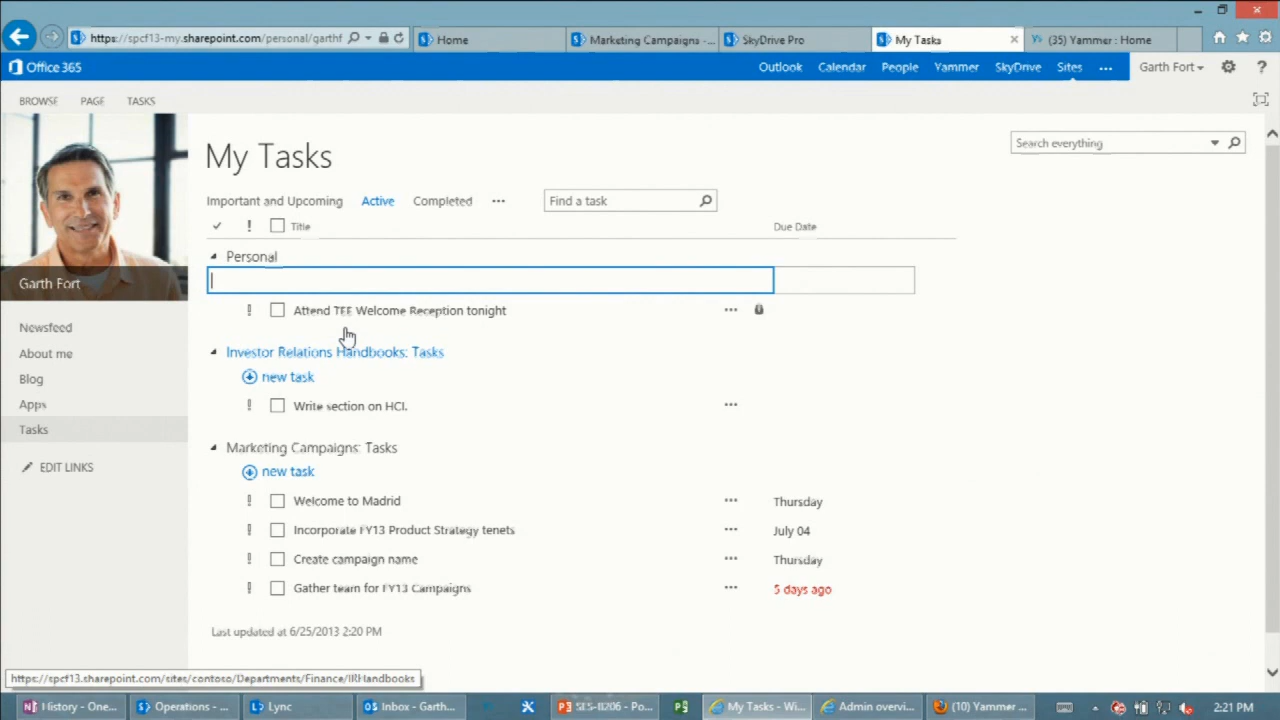 https://spcf13-my.sharepoint.com/personal/garthf
Home
Marketing Campaigns - ...
SkyDrive Pro
My Tasks
(35) Yammer : Home
Office 365
Outlook Calendar People Yammer SkyDrive Sites ... Garth Fort
BROWSE PAGE TASKS
My Tasks
Search everything
Important and Upcoming Active Completed ...
Find a task
Title Due Date
Personal
Garth Fort
Attend TEE Welcome Reception tonight
Newsfeed
About me
Blog
Apps
Tasks
EDIT LINKS
Investor Relations Handbooks: Tasks
new task
Write section on HCI.
Marketing Campaigns: Tasks
new task
Welcome to Madrid Thursday
Incorporate FY13 Product Strategy tenets July 04
Create campaign name Thursday
Gather team for FY13 Campaigns 5 days ago
Last updated at 6/25/2013 2:20 PM
https://spcf13.sharepoint.com/sites/contoso/Departments/Finance/IRHandbooks
History - One...
Operations - ...
Lync
Inbox - Garth...
SES-B206 - Po...
My Tasks - Wi...
Admin overvi...
(10) Yammer ...
2:21 PM